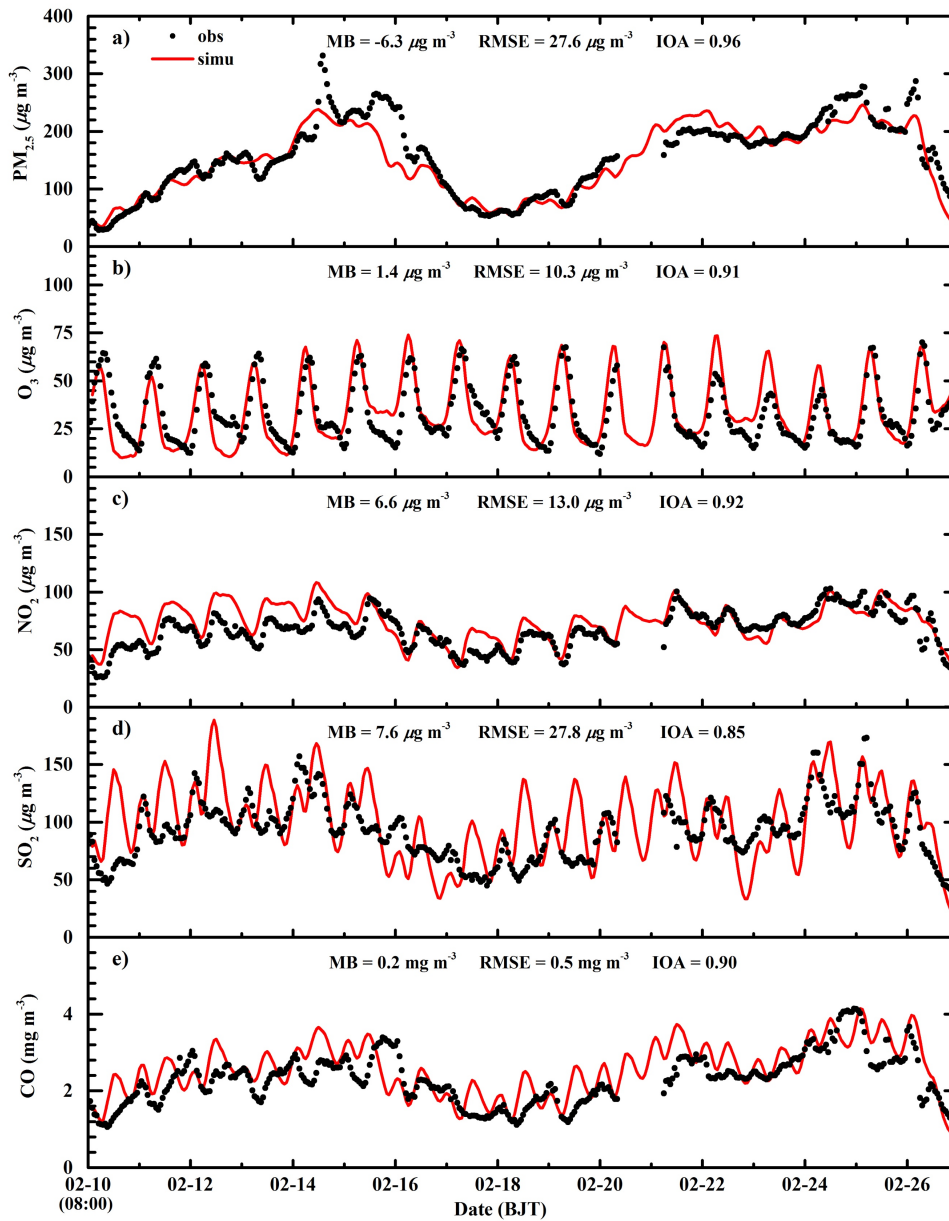 a)
obs
simu
MB = -6.3 μg m-3 RMSE = 27.6 μg m-3 IOA = 0.96
400
300
200
100
0
PM2.5 (μg m-3)
b)
MB = 1.4 μg m-3 RMSE = 10.3 μg m-3 IOA = 0.91
100
75
50
25
0
O3 (μg m-3)
c)
MB = 6.6 μg m-3 RMSE = 13.0 μg m-3 IOA = 0.92
150
100
50
0
NO2 (μg m-3)
d)
MB = 7.6 μg m-3 RMSE = 27.8 μg m-3 IOA = 0.85
150
100
50
0
SO2 (μg m-3)
e)
MB = 0.2 mg m-3 RMSE = 0.5 mg m-3 IOA = 0.90
4
2
0
CO (mg m-3)
02-10 02-12 02-14 02-16 02-18 02-20 02-22 02-24 02-26
(08:00)
Date (BJT)